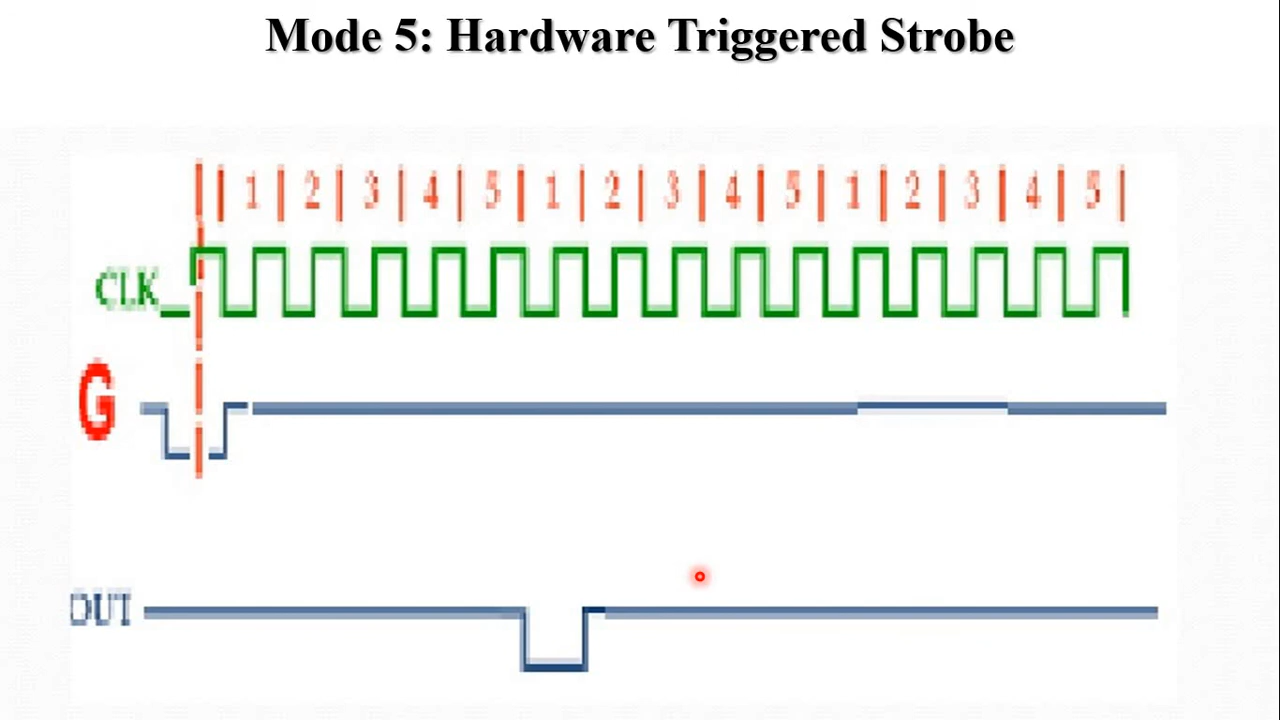 Mode 5: Hardware Triggered Strobe
| | 1 | 2 | 3 | 4 | 5 | 1 | 2 | 3 | 4 | 5 | 1 | 2 | 3 | 4 | 5 |
CLK
G
OUT